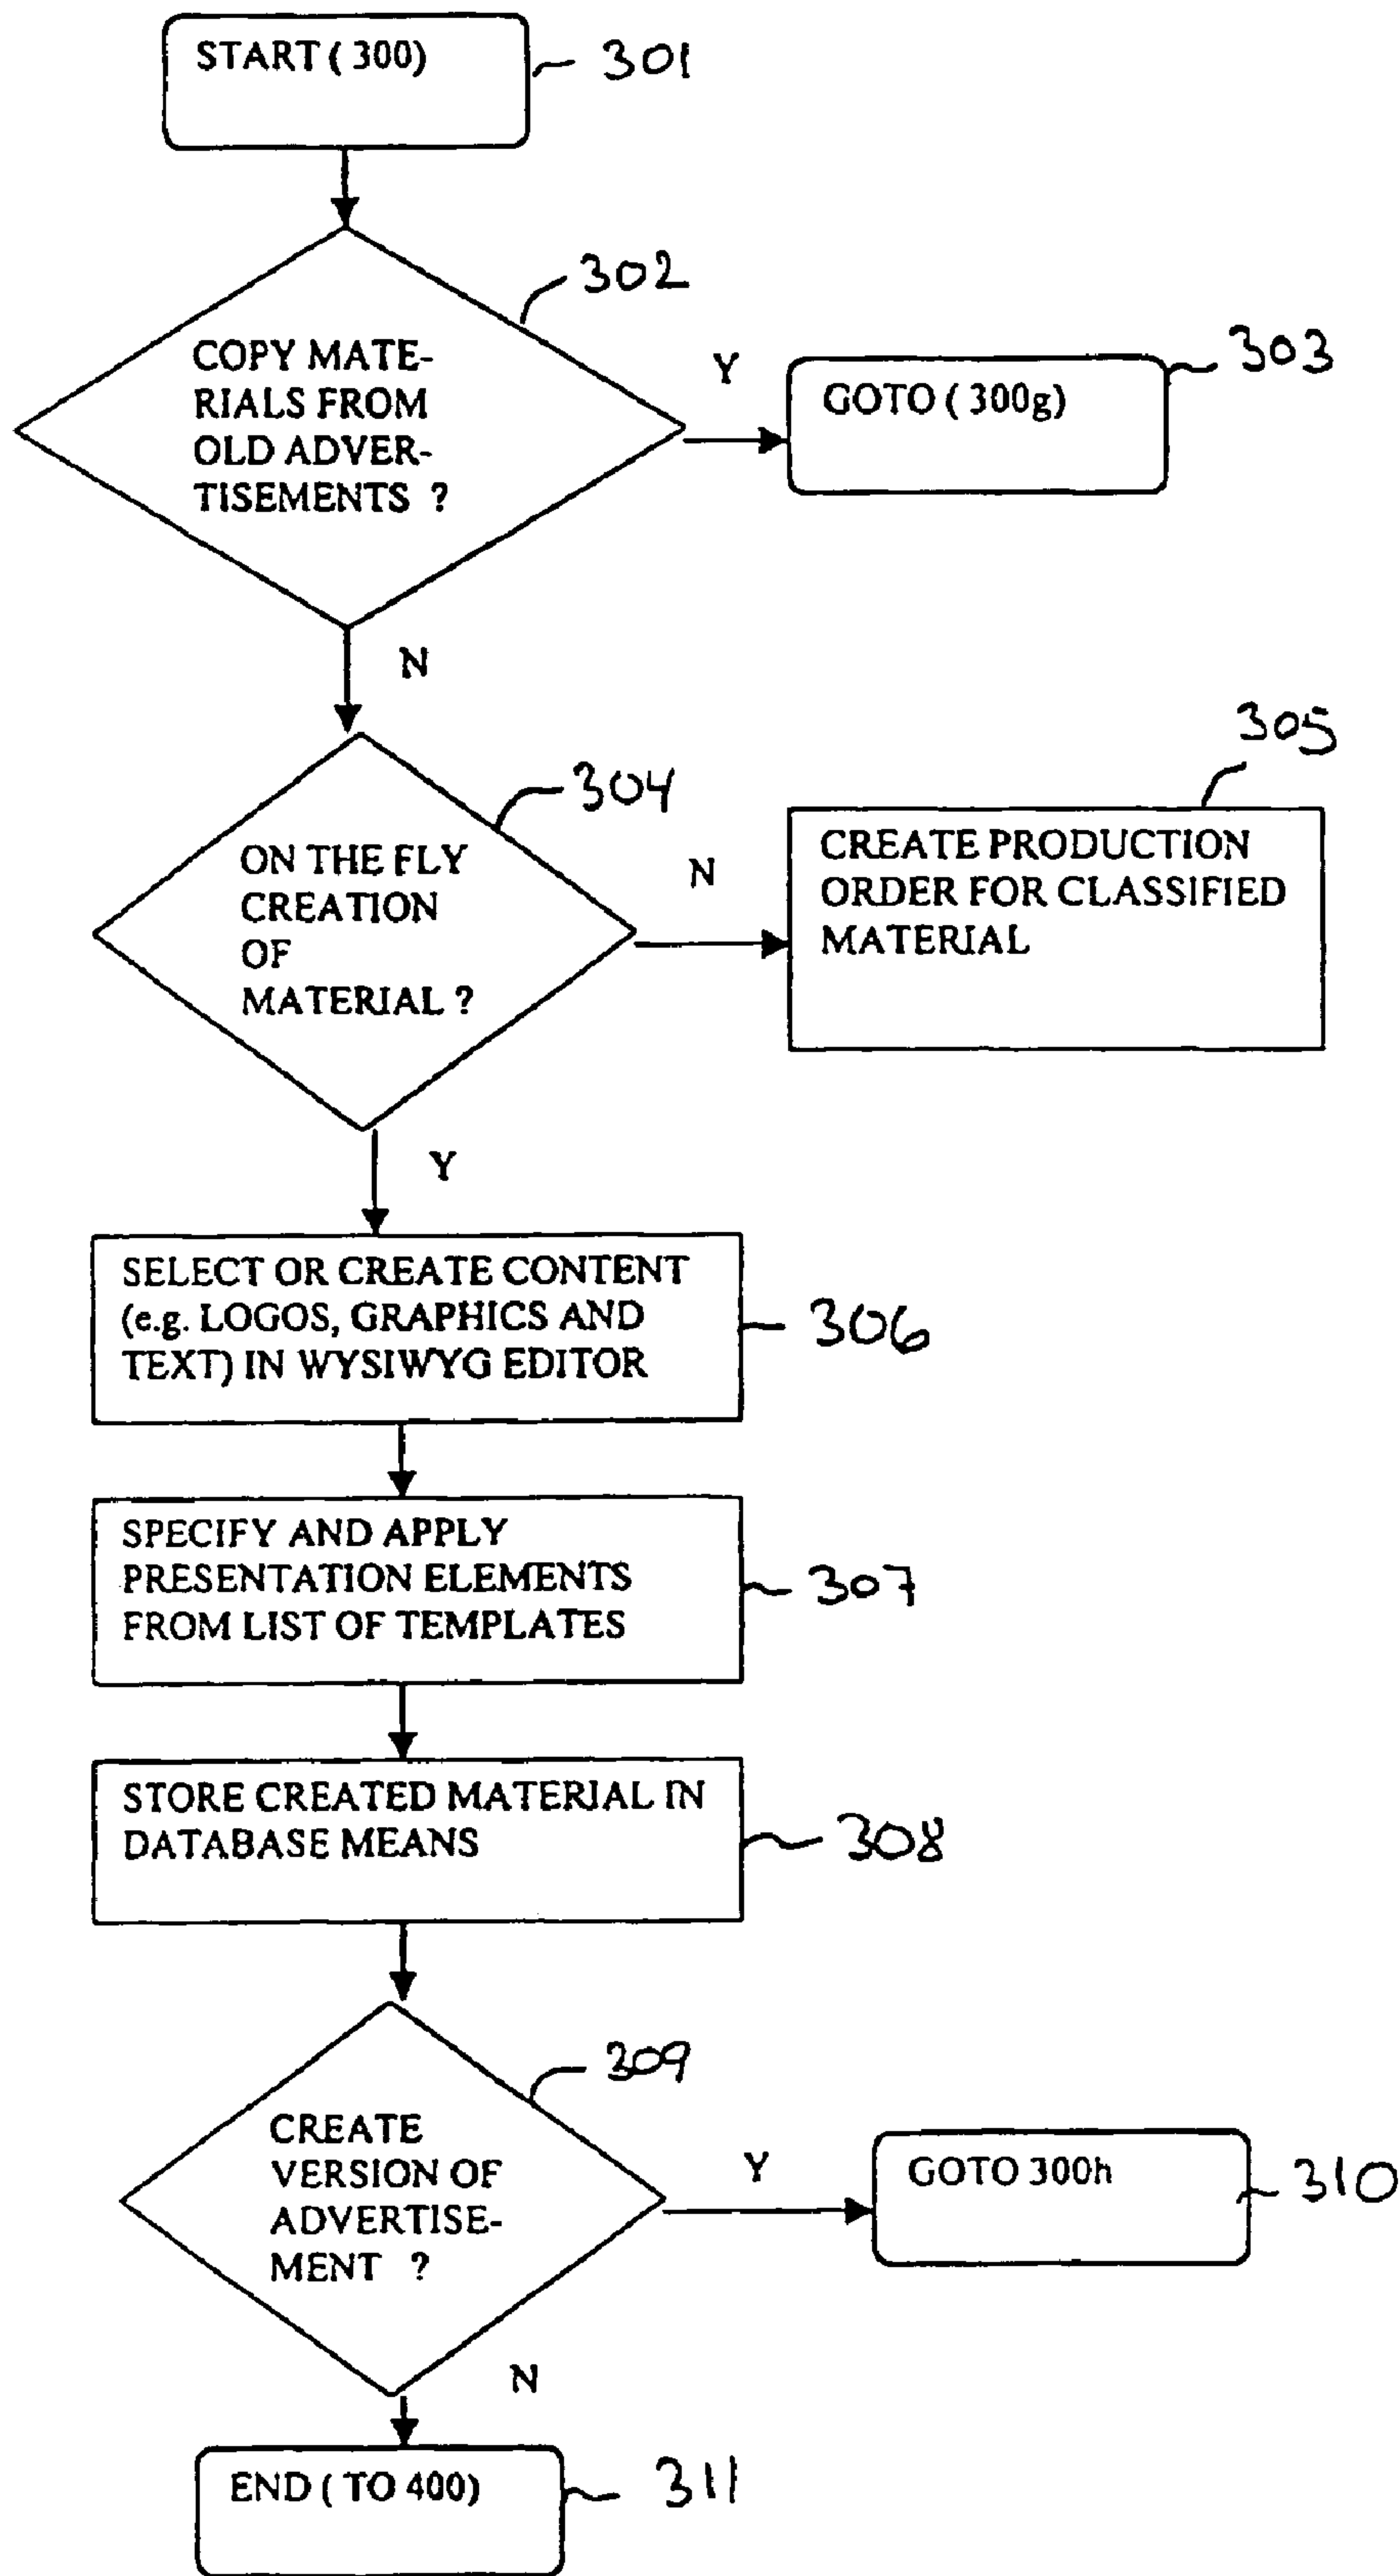 START ( 300)
301
302
COPY MATE-
RIALS FROM
OLD ADVER-
TISEMENTS ?
Y
GOTO ( 300g)
303
N
304
ON THE FLY
CREATION
OF
MATERIAL ?
N
305
CREATE PRODUCTION
ORDER FOR CLASSIFIED
MATERIAL
Y
SELECT OR CREATE CONTENT
(e.g. LOGOS, GRAPHICS AND
TEXT) IN WYSIWYG EDITOR
306
SPECIFY AND APPLY
PRESENTATION ELEMENTS
FROM LIST OF TEMPLATES
307
STORE CREATED MATERIAL IN
DATABASE MEANS
308
309
CREATE
VERSION OF
ADVERTISE-
MENT ?
Y
GOTO 300h
310
N
END ( TO 400)
311